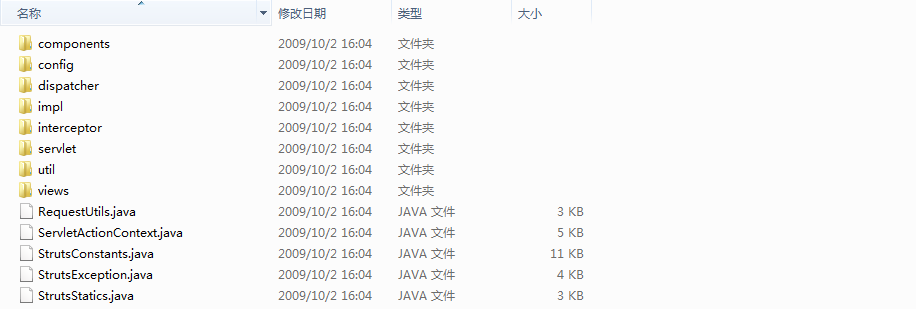 名称 修改日期 类型 大小
components 2009/10/2 16:04 文件夹
config 2009/10/2 16:04 文件夹
dispatcher 2009/10/2 16:04 文件夹
impl 2009/10/2 16:04 文件夹
interceptor 2009/10/2 16:04 文件夹
servlet 2009/10/2 16:04 文件夹
util 2009/10/2 16:04 文件夹
views 2009/10/2 16:04 文件夹
RequestUtils.java 2009/10/2 16:04 JAVA 文件 3 KB
ServletActionContext.java 2009/10/2 16:04 JAVA 文件 5 KB
StrutsConstants.java 2009/10/2 16:04 JAVA 文件 11 KB
StrutsException.java 2009/10/2 16:04 JAVA 文件 4 KB
StrutsStatics.java 2009/10/2 16:04 JAVA 文件 3 KB